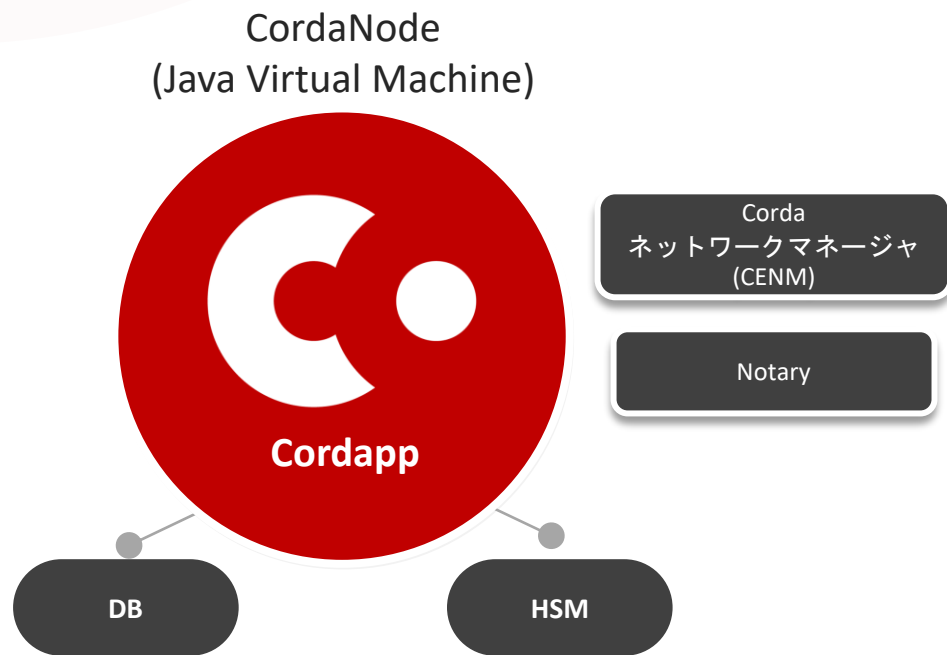 CordaNode
(Java Virtual Machine)
Corda
ネットワークマネージャ
(CENM)
Notary
Cordapp
DB
HSM